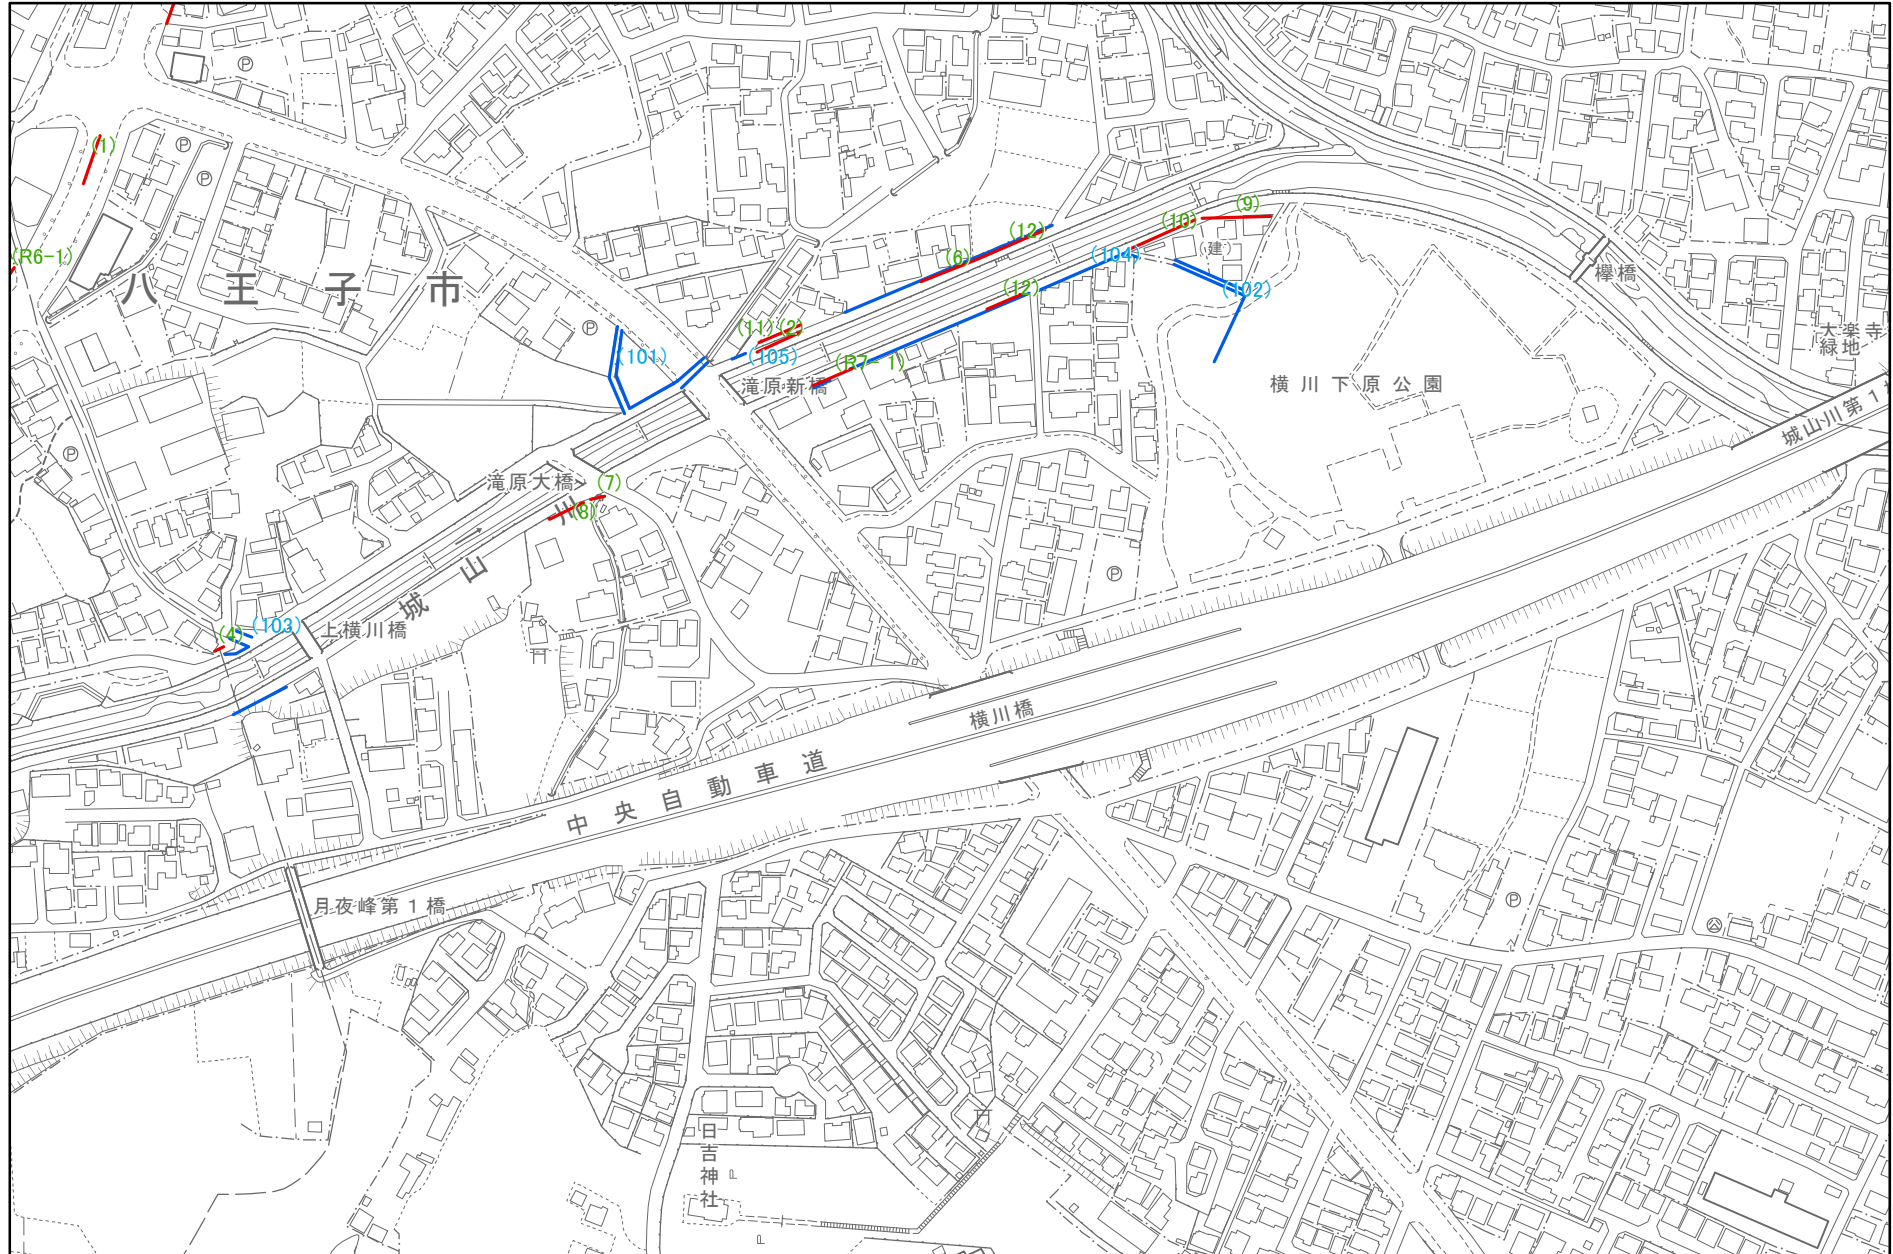 (1)
(R6-1)
八王子市
(9)
(10)
(12)
(建)
(6)
(104)
欅橋
(12)
(102)
(11)
(2)
(101)
(105)
(R7-1)
大楽寺
緑地
滝原新橋
横川下原公園
城山川第1
滝原大橋
(7)
(8)
城山川
(4)
(103)
上横川橋
横川橋
中央自動車道
月夜峰第1橋
日吉神社